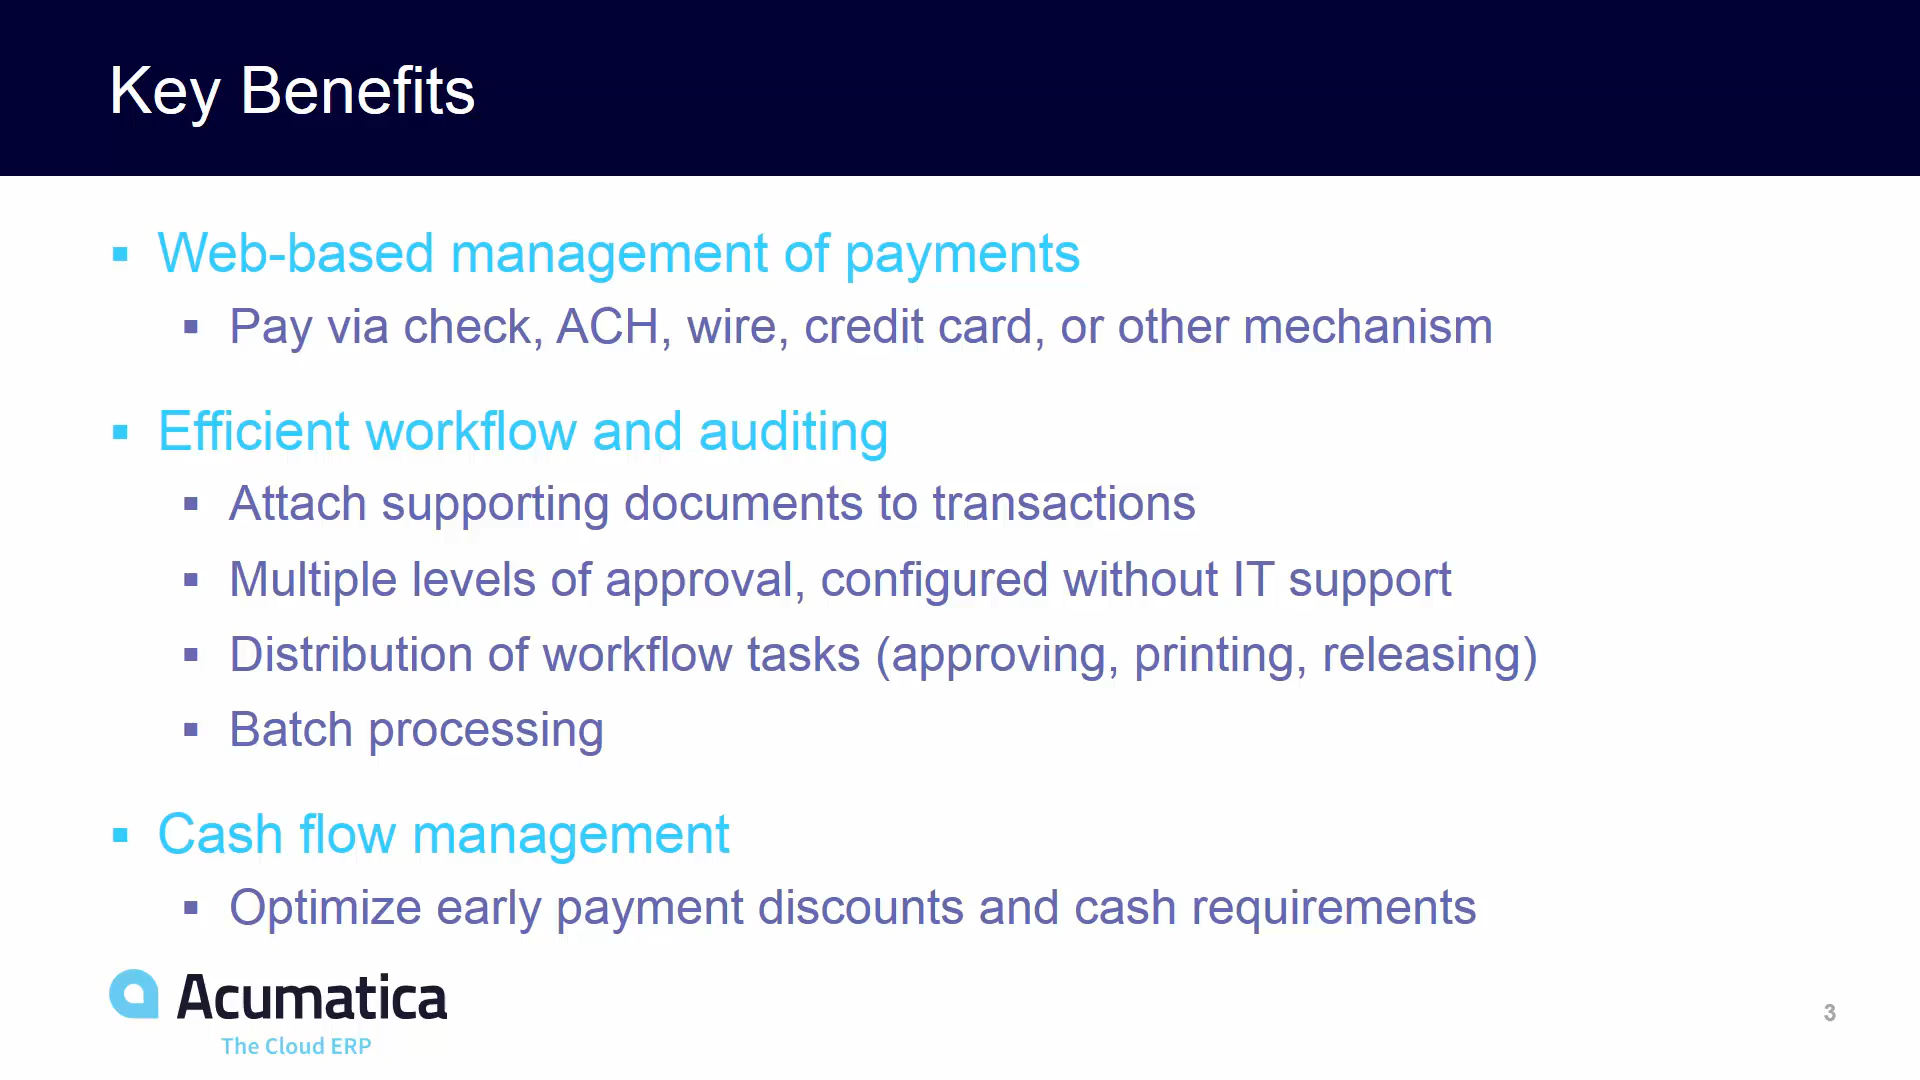 Key Benefits
Web-based management of payments
Pay via check, ACH, wire, credit card, or other mechanism
Efficient workflow and auditing
Attach supporting documents to transactions
Multiple levels of approval, configured without IT support
Distribution of workflow tasks (approving, printing, releasing)
Batch processing
Cash flow management
Optimize early payment discounts and cash requirements
Acumatica
The Cloud ERP
3